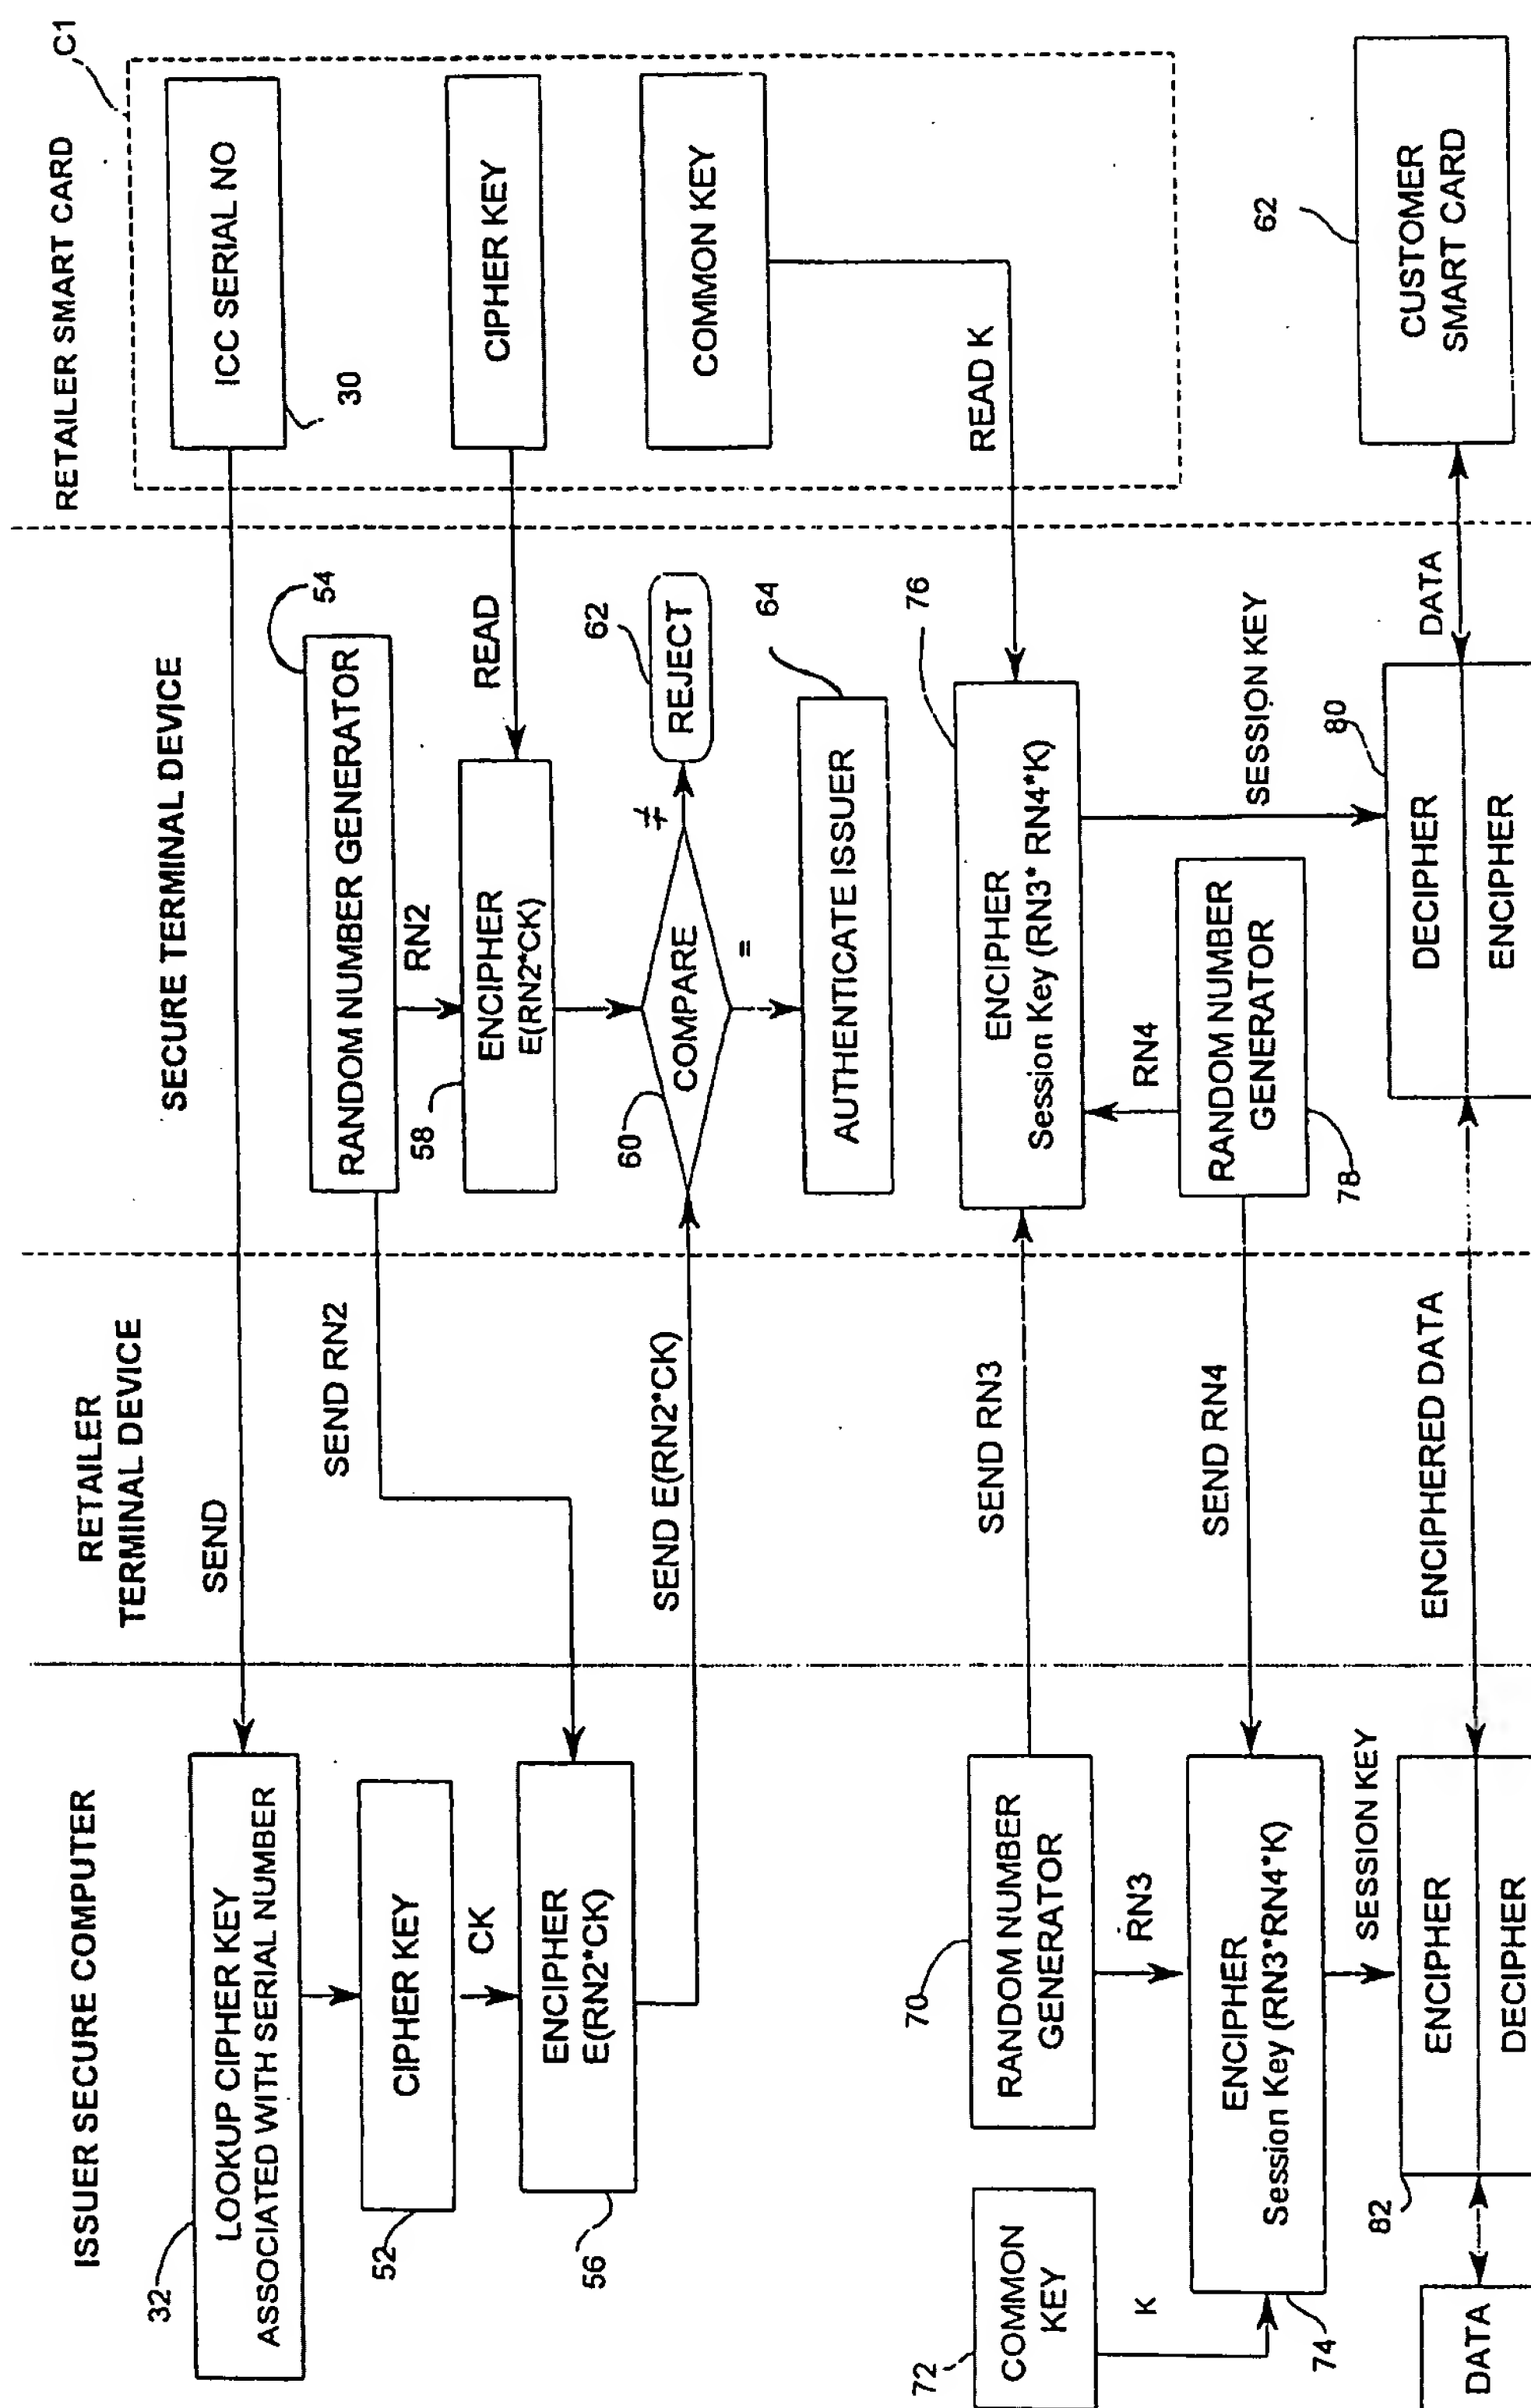 ISSUER SECURE COMPUTER
RETAILER
TERMINAL DEVICE
SECURE TERMINAL DEVICE
RETAILER SMART CARD
C1
32
LOOKUP CIPHER KEY
ASSOCIATED WITH SERIAL NUMBER
SEND
ICC SERIAL NO
30
52
CIPHER KEY
CK
SEND RN2
RANDOM NUMBER GENERATOR
54
RN2
56
ENCIPHER
E(RN2*CK)
58
ENCIPHER
E(RN2*CK)
READ
CIPHER KEY
SEND E(RN2*CK)
60
COMPARE
≠
=
62
REJECT
COMMON KEY
AUTHENTICATE ISSUER
64
70
RANDOM NUMBER
GENERATOR
RN3
SEND RN3
ENCIPHER
Session Key (RN3* RN4*K)
76
READ K
72
COMMON
KEY
K
74
ENCIPHER
Session Key (RN3*RN4*K)
SEND RN4
RN4
RANDOM NUMBER
GENERATOR
78
SESSION KEY
SESSION KEY
82
ENCIPHER
DECIPHER
ENCIPHERED DATA
80
DECIPHER
ENCIPHER
DATA
62
CUSTOMER
SMART CARD
DATA